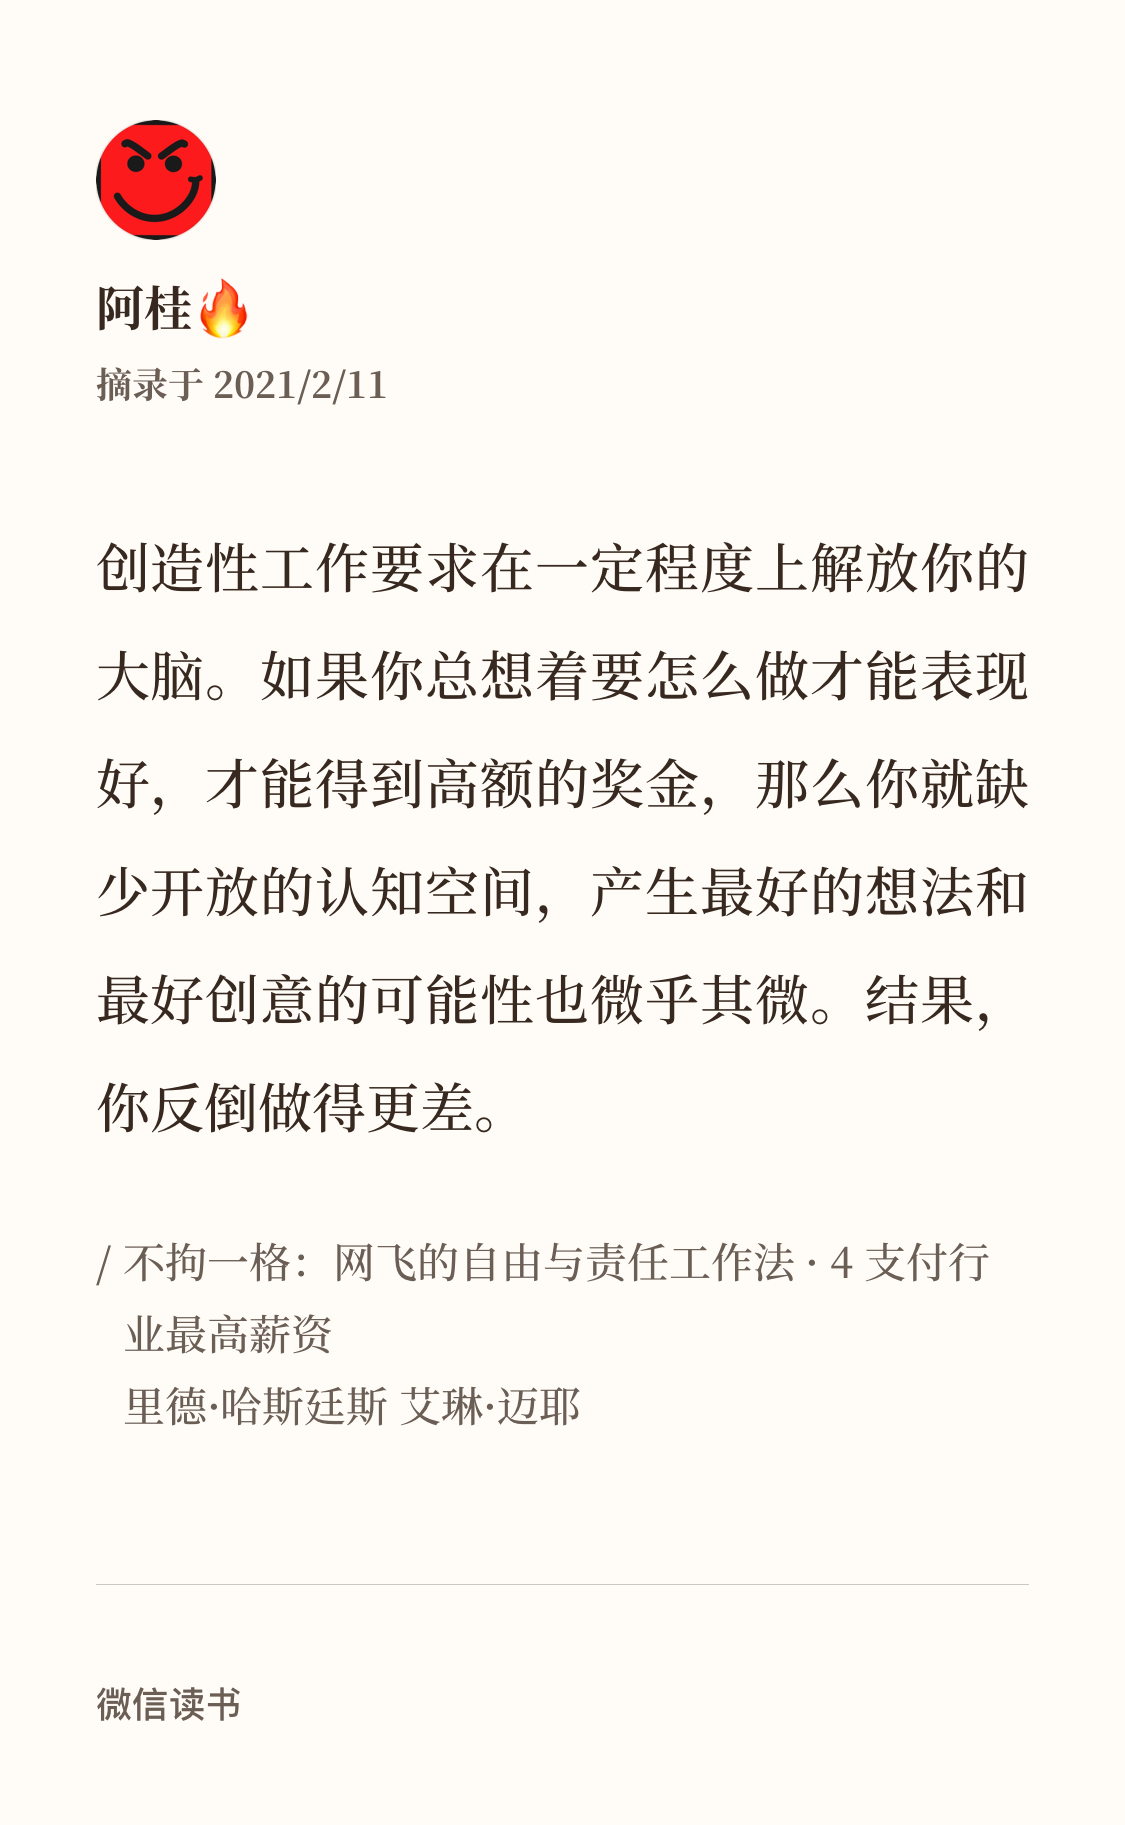 阿桂🔥
摘录于 2021/2/11
创造性工作要求在一定程度上解放你的
大脑。如果你总想着要怎么做才能表现
好，才能得到高额的奖金，那么你就缺
少开放的认知空间，产生最好的想法和
最好创意的可能性也微乎其微。结果，
你反倒做得更差。
/ 不拘一格：网飞的自由与责任工作法 · 4 支付行
业最高薪资
里德·哈斯廷斯 艾琳·迈耶
微信读书